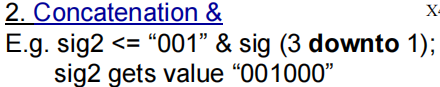 2. Concatenation &
E.g. sig2 <= “001” & sig (3 downto 1);
sig2 gets value “001000”